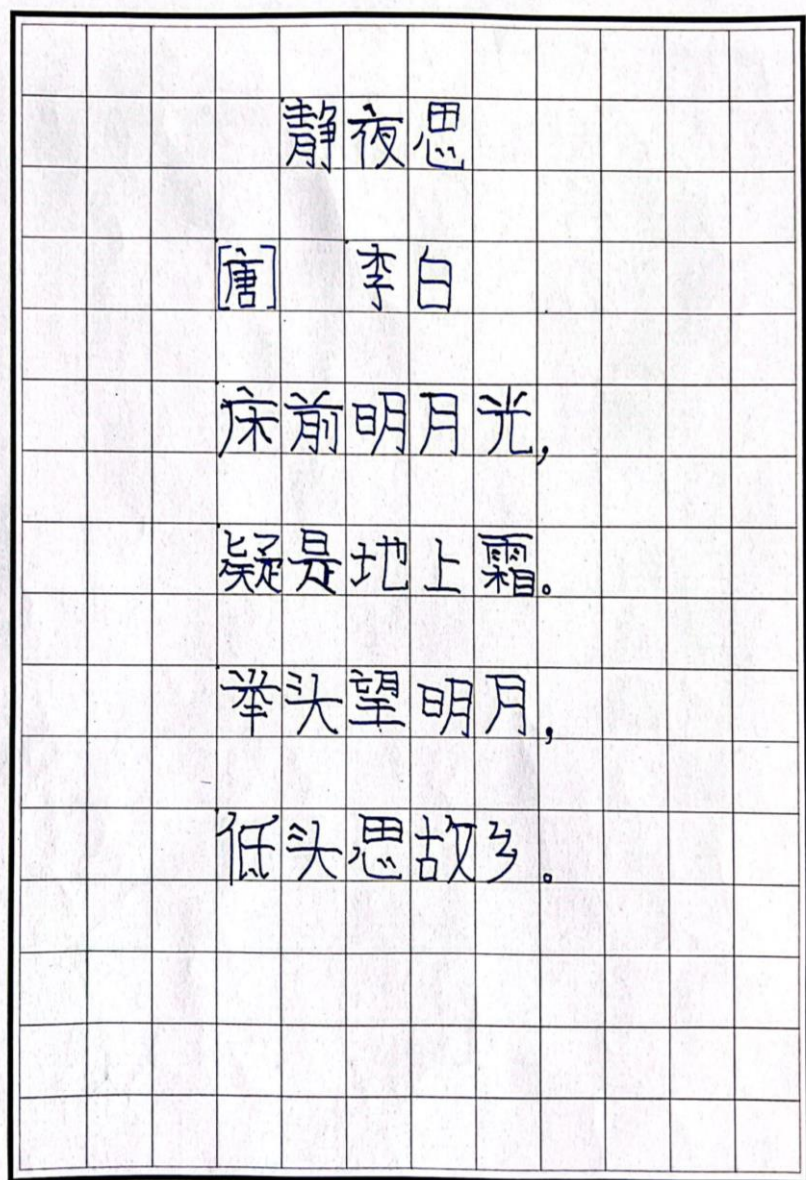 静夜思
[唐] 李白
床前明月光,
疑是地上霜。
举头望明月,
低头思故乡。